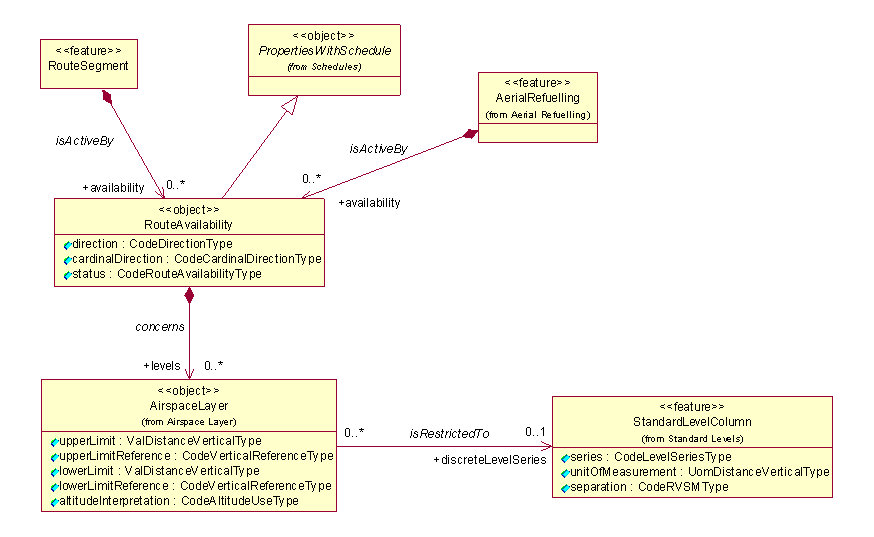 <<feature>>
RouteSegment
<<object>>
PropertiesWithSchedule
(from Schedules)
<<feature>>
AerialRefuelling
(from Aerial Refuelling)
isActiveBy
+availability
0..*
isActiveBy
0..*
+availability
<<object>>
RouteAvailability
direction : CodeDirectionType
cardinalDirection : CodeCardinalDirectionType
status : CodeRouteAvailabilityType
concerns
+levels
0..*
<<object>>
AirspaceLayer
(from Airspace Layer)
upperLimit : ValDistanceVerticalType
upperLimitReference : CodeVerticalReferenceType
lowerLimit : ValDistanceVerticalType
lowerLimitReference : CodeVerticalReferenceType
altitudeInterpretation : CodeAltitudeUseType
0..*
isRestrictedTo
0..1
+discreteLevelSeries
<<feature>>
StandardLevelColumn
(from Standard Levels)
series : CodeLevelSeriesType
unitOfMeasurement : UomDistanceVerticalType
separation : CodeRVSMType